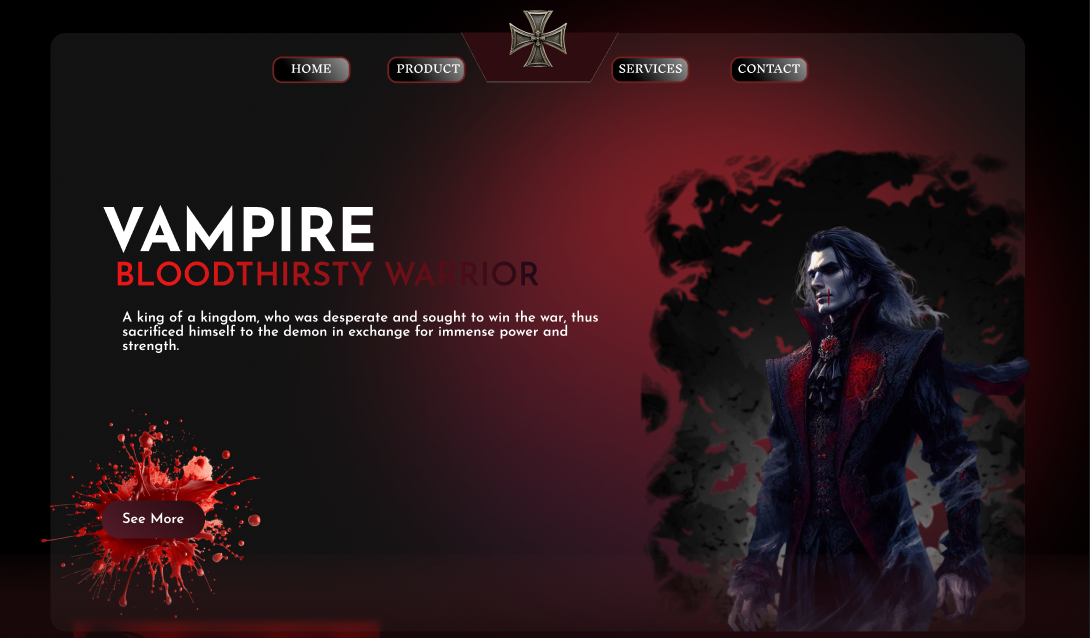 HOME
PRODUCT
SERVICES
CONTACT
VAMPIRE
BLOODTHIRSTY WARRIOR
A king of a kingdom, who was desperate and sought to win the war, thus
sacrificed himself to the demon in exchange for immense power and
strength.
See More